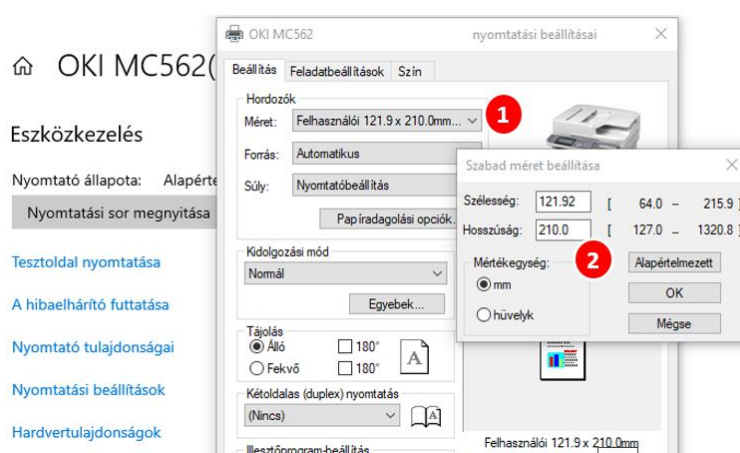 OKI MC562(
Eszközkezelés
Nyomtató állapota: Alapérte
Nyomtatási sor megnyitása
Tesztoldal nyomtatása
A hibaelhárító futtatása
Nyomtató tulajdonságai
Nyomtatási beállítások
Hardvertulajdonságok
OKI MC562 nyomtatási beállításai
Beállítás Feladatbeállítások Szín
Hordozók
Méret: Felhasználói 121.9 x 210.0mm... 1
Forrás: Automatikus
Súly: Nyomtatóbeállítás
Papíradagolási opciók.
Kidolgozási mód
Normál
Egyebek...
Tájolás
Álló 180°
Fekvő 180°
A
Kétoldalas (duplex) nyomtatás
(Nincs) A
Illesztőprogram-beállítás
Felhasználói 121.9 x 210.0mm
Szabad méret beállítása
Szélesség: 121.92 [ 64.0 -- 215.9 ]
Hosszúság: 210.0 [ 127.0 -- 1320.8 ]
Mértékegység: 2
mm
hüvelyk
Alapértelmezett
OK
Mégse